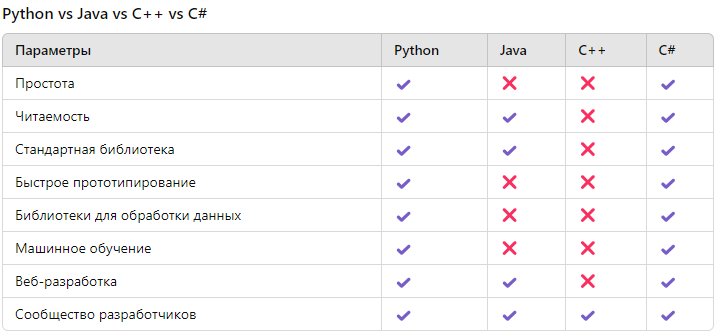 Python vs Java vs C++ vs C#
Параметры Python Java C++ C#
Простота ✓ ✗ ✗ ✓
Читаемость ✓ ✓ ✗ ✓
Стандартная библиотека ✓ ✓ ✗ ✓
Быстрое прототипирование ✓ ✗ ✗ ✓
Библиотеки для обработки данных ✓ ✗ ✗ ✓
Машинное обучение ✓ ✗ ✗ ✓
Веб-разработка ✓ ✓ ✗ ✓
Сообщество разработчиков ✓ ✓ ✓ ✓